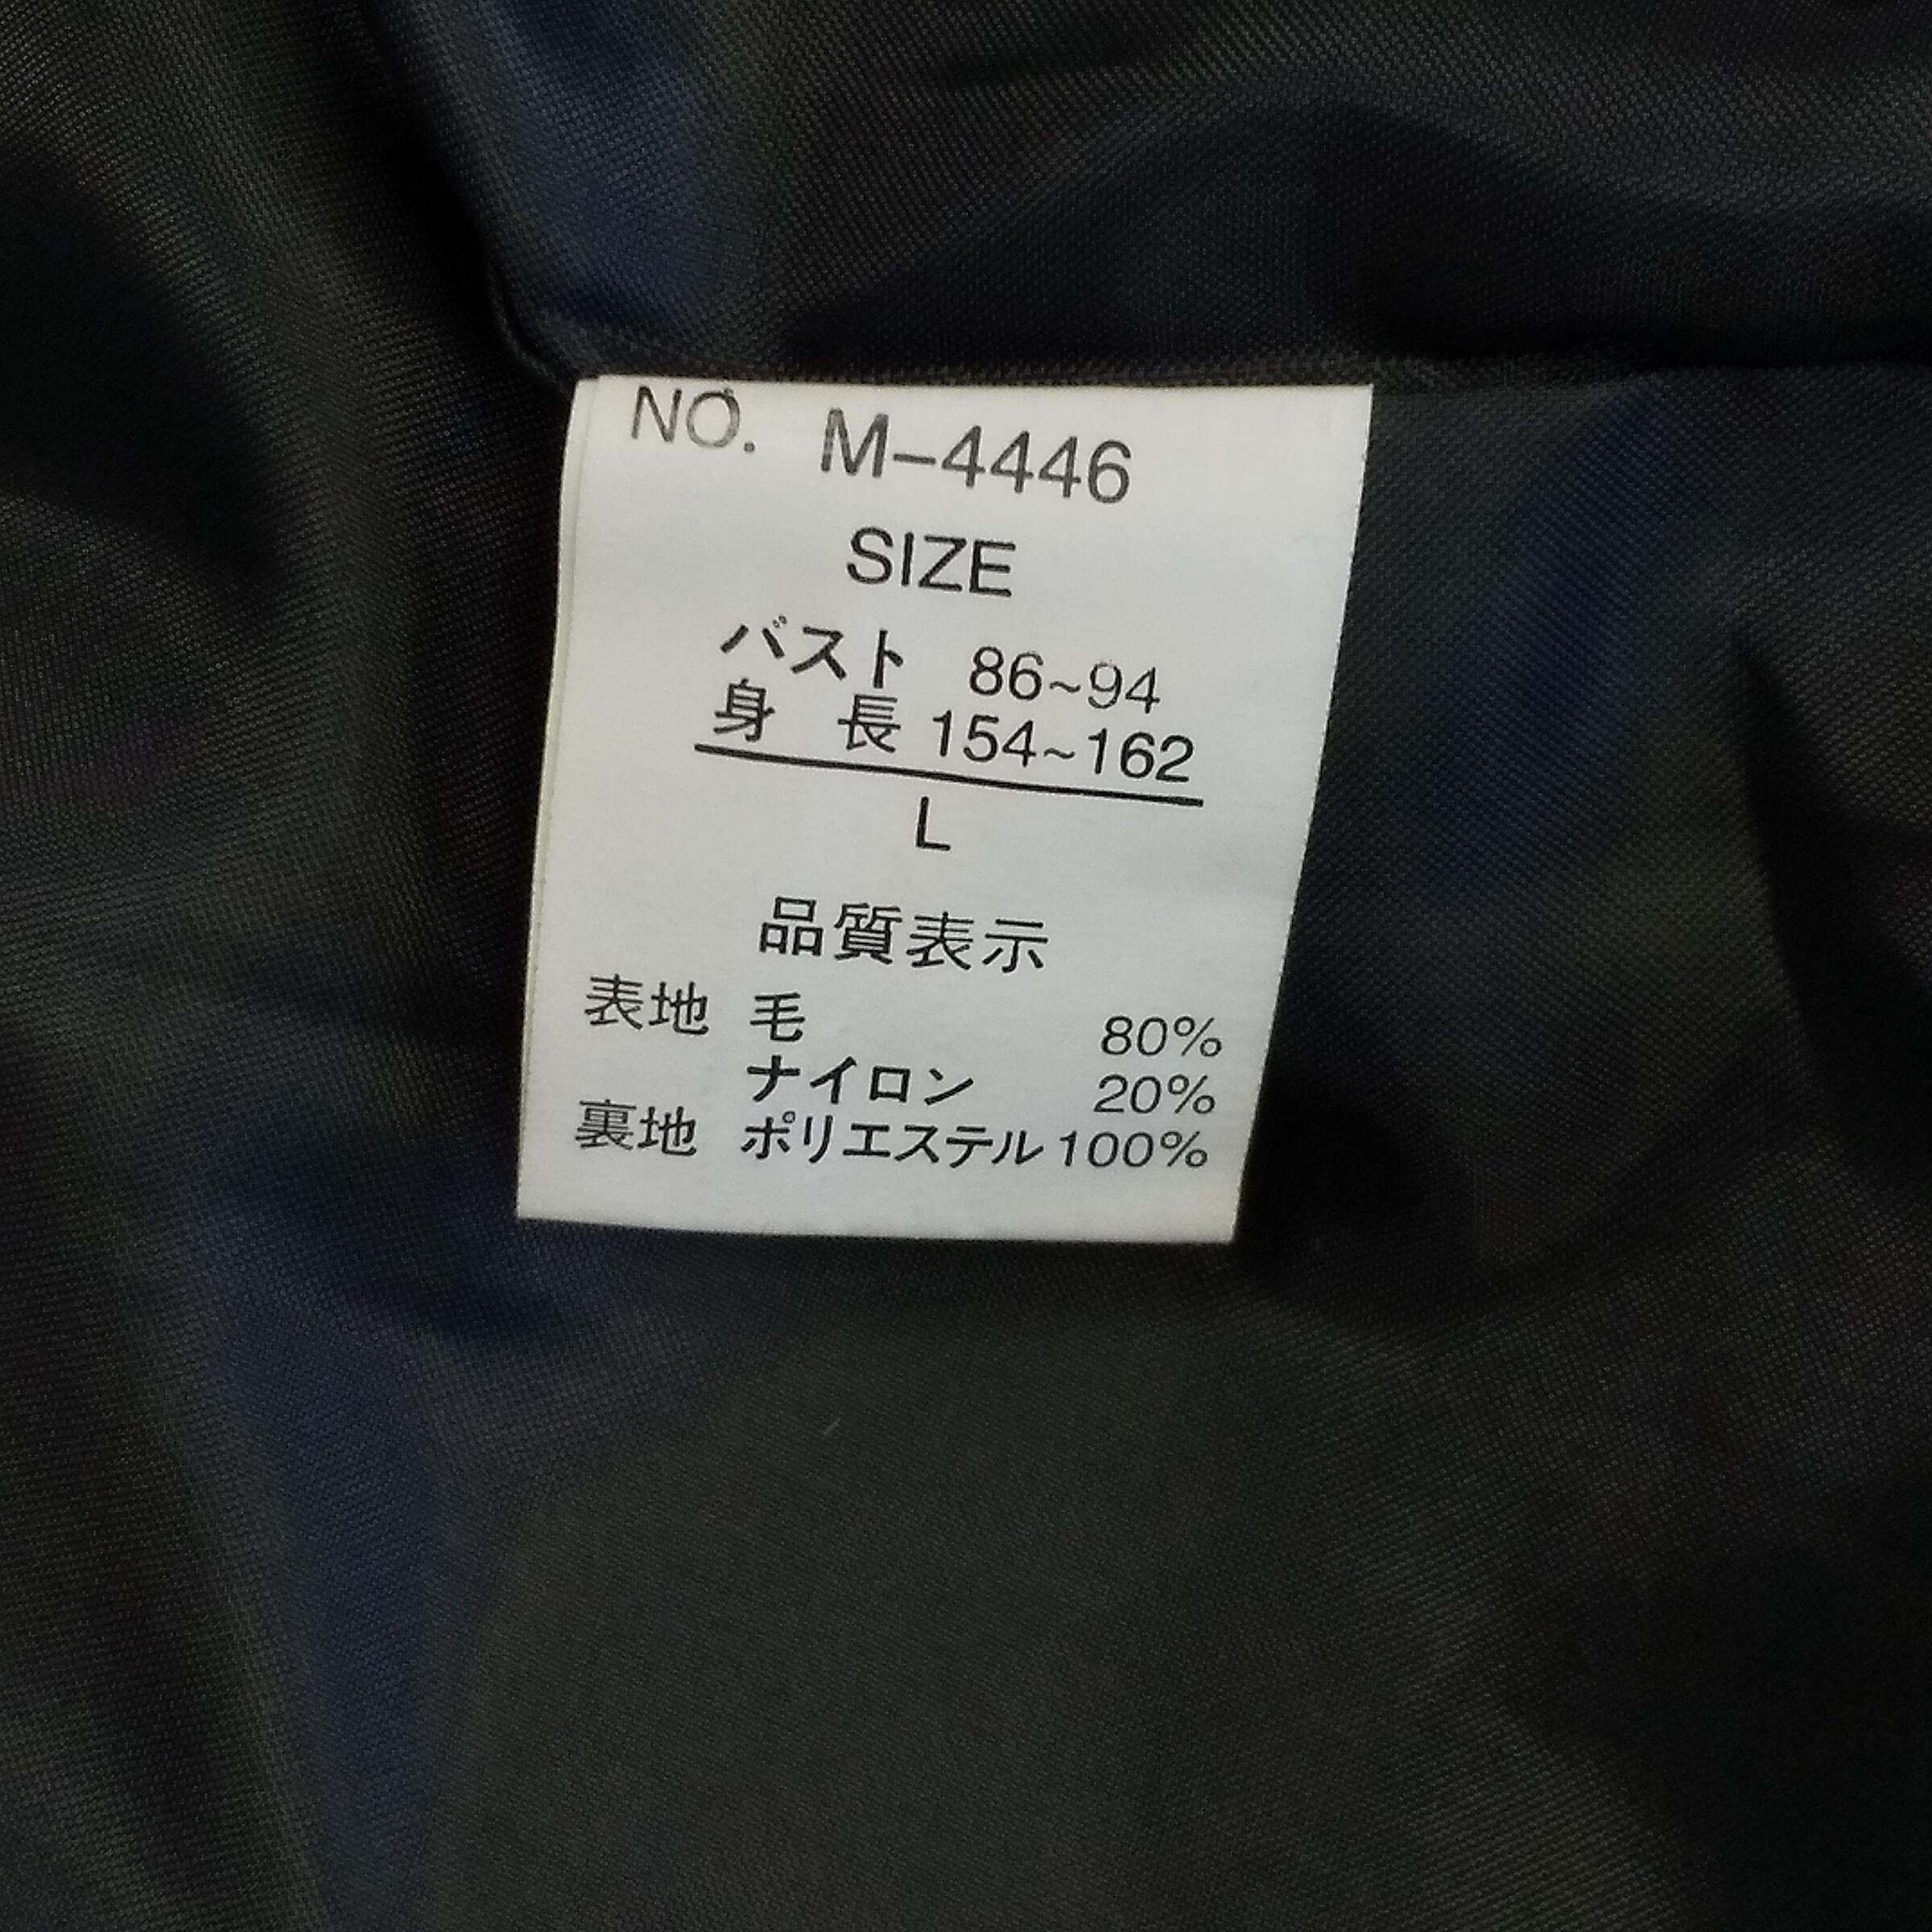 NO. M-4446
SIZE
バスト 86~94
身 長 154~162
L
品質表示
表地 毛 80%
ナイロン 20%
裏地 ポリエステル 100%